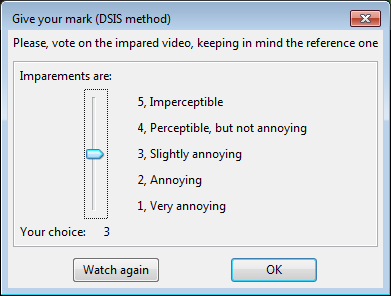 Give your mark (DSIS method)
Please, vote on the impared video, keeping in mind the reference one
Imparements are:
5, Imperceptible
4, Perceptible, but not annoying
3, Slightly annoying
2, Annoying
1, Very annoying
Your choice: 3
Watch again OK